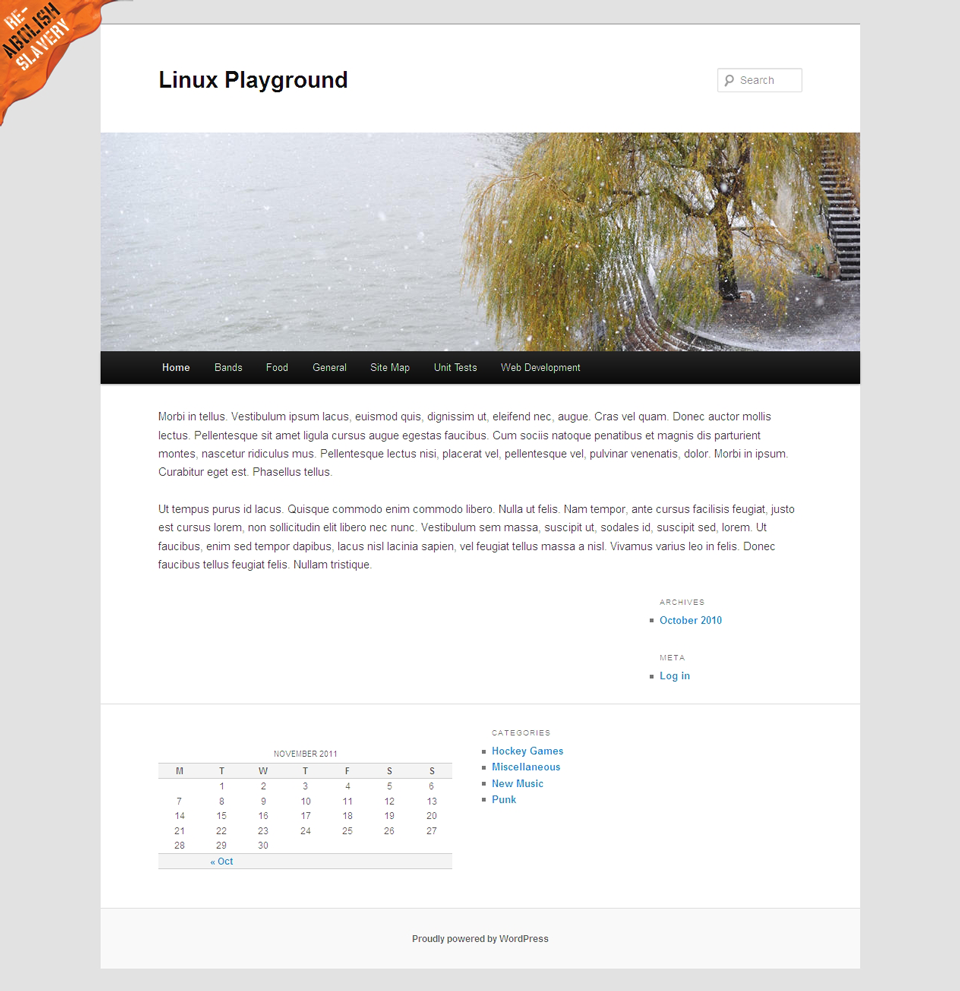 RE-
ABOLISH
SLAVERY
Linux Playground
Search
Home Bands Food General Site Map Unit Tests Web Development
Morbi in tellus. Vestibulum ipsum lacus, euismod quis, dignissim ut, eleifend nec, augue. Cras vel quam. Donec auctor mollis
lectus. Pellentesque sit amet ligula cursus augue egestas faucibus. Cum sociis natoque penatibus et magnis dis parturient
montes, nascetur ridiculus mus. Pellentesque lectus nisi, placerat vel, pellentesque vel, pulvinar venenatis, dolor. Morbi in ipsum.
Curabitur eget est. Phasellus tellus.
Ut tempus purus id lacus. Quisque commodo enim commodo libero. Nulla ut felis. Nam tempor, ante cursus facilisis feugiat, justo
est cursus lorem, non sollicitudin elit libero nec nunc. Vestibulum sem massa, suscipit ut, sodales id, suscipit sed, lorem. Ut
faucibus, enim sed tempor dapibus, lacus nisl lacinia sapien, vel feugiat tellus massa a nisl. Vivamus varius leo in felis. Donec
faucibus tellus feugiat felis. Nullam tristique.
ARCHIVES
October 2010
META
Log in
NOVEMBER 2011
M T W T F S S
1 2 3 4 5 6
7 8 9 10 11 12 13
14 15 16 17 18 19 20
21 22 23 24 25 26 27
28 29 30
« Oct
CATEGORIES
Hockey Games
Miscellaneous
New Music
Punk
Proudly powered by WordPress